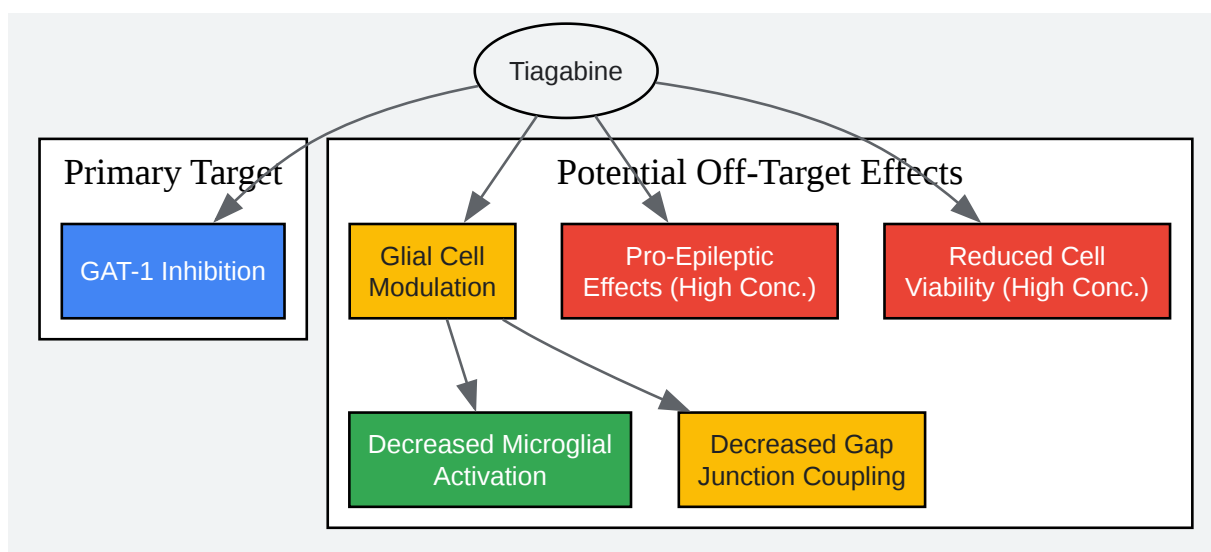 Tiagabine
Primary Target
Potential Off-Target Effects
GAT-1 Inhibition
Glial Cell
Modulation
Pro-Epileptic
Effects (High Conc.)
Reduced Cell
Viability (High Conc.)
Decreased Microglial
Activation
Decreased Gap
Junction Coupling